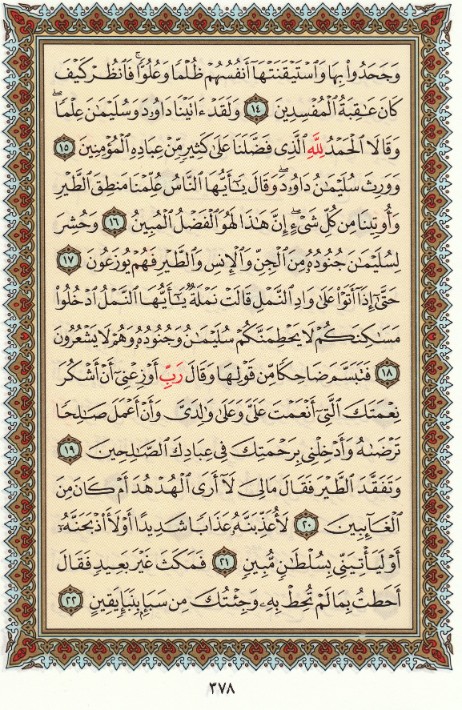 وَجَحَدُواْ بِهَا وَٱسْتَيْقَنَتْهَآ أَنفُسُهُمْ ظُلْمًا وَعُلُوًّا ۚ فَٱنظُرْ كَيْفَ
كَانَ عَٰقِبَةُ ٱلْمُفْسِدِينَ ١٤ وَلَقَدْ ءَاتَيْنَا دَاوُۥدَ وَسُلَيْمَٰنَ عِلْمًا ۖ
وَقَالَا ٱلْحَمْدُ لِلَّهِ ٱلَّذِى فَضَّلَنَا عَلَىٰ كَثِيرٍ مِّنْ عِبَادِهِ ٱلْمُؤْمِنِينَ ١٥
وَوَرِثَ سُلَيْمَٰنُ دَاوُۥدَ ۖ وَقَالَ يَٰٓأَيُّهَا ٱلنَّاسُ عُلِّمْنَا مَنطِقَ ٱلطَّيْرِ
وَأُوتِينَا مِن كُلِّ شَىْءٍ ۖ إِنَّ هَٰذَا لَهُوَ ٱلْفَضْلُ ٱلْمُبِينُ ١٦ وَحُشِرَ
لِسُلَيْمَٰنَ جُنُودُهُۥ مِنَ ٱلْجِنِّ وَٱلْإِنسِ وَٱلطَّيْرِ فَهُمْ يُوزَعُونَ ١٧
حَتَّىٰٓ إِذَآ أَتَوْاْ عَلَىٰ وَادِ ٱلنَّمْلِ قَالَتْ نَمْلَةٌ يَٰٓأَيُّهَا ٱلنَّمْلُ ٱدْخُلُواْ
مَسَٰكِنَكُمْ لَا يَحْطِمَنَّكُمْ سُلَيْمَٰنُ وَجُنُودُهُۥ وَهُمْ لَا يَشْعُرُونَ
١٨ فَتَبَسَّمَ ضَاحِكًا مِّن قَوْلِهَا وَقَالَ رَبِّ أَوْزِعْنِىٓ أَنْ أَشْكُرَ
نِعْمَتَكَ ٱلَّتِىٓ أَنْعَمْتَ عَلَىَّ وَعَلَىٰ وَٰلِدَىَّ وَأَنْ أَعْمَلَ صَٰلِحًا
تَرْضَىٰهُ وَأَدْخِلْنِى بِرَحْمَتِكَ فِى عِبَادِكَ ٱلصَّٰلِحِينَ ١٩
وَتَفَقَّدَ ٱلطَّيْرَ فَقَالَ مَالِىَ لَآ أَرَى ٱلْهُدْهُدَ أَمْ كَانَ مِنَ
ٱلْغَآئِبِينَ ٢٠ لَأُعَذِّبَنَّهُۥ عَذَابًا شَدِيدًا أَوْ لَأَاْذْبَحَنَّهُۥٓ
أَوْ لَيَأْتِيَنِّى بِسُلْطَٰنٍ مُّبِينٍ ٢١ فَمَكَثَ غَيْرَ بَعِيدٍ فَقَالَ
أَحَطتُ بِمَا لَمْ تُحِطْ بِهِۦ وَجِئْتُكَ مِن سَبَإٍۭ بِنَبَإٍ يَقِينٍ ٢٢
٣٧٨